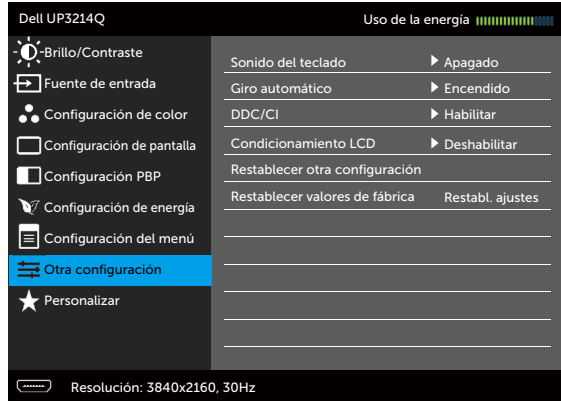 Dell UP3214Q
Uso de la energía
Brillo/Contraste
Fuente de entrada
Configuración de color
Configuración de pantalla
Configuración PBP
Configuración de energía
Configuración del menú
Otra configuración
Personalizar
Sonido del teclado Apagado
Giro automático Encendido
DDC/CI Habilitar
Condicionamiento LCD Deshabilitar
Restablecer otra configuración
Restablecer valores de fábrica Restabl. ajustes
Resolución: 3840x2160, 30Hz